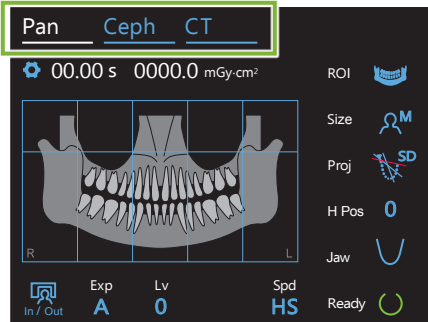 Pan Ceph CT
00.00 s 0000.0 mGy·cm²
ROI
Size M
Proj SD
H Pos 0
R L
Jaw
In / Out
Exp Lv Spd
A 0 HS
Ready